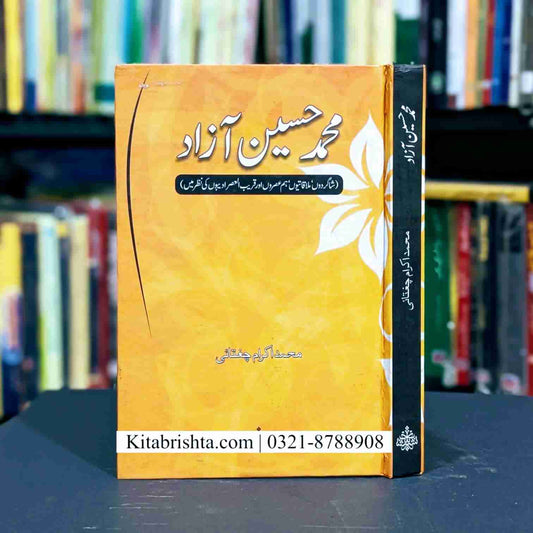 محمد حسین آزاد
(شاگردوں، ملاقاتیوں، ہم عصروں اور قریب العصر ادیبوں کی نظر میں)
محمد اکرام چغتائی
محمد حسین آزاد
محمد اکرام چغتائی
Kitabrishta.com | 0321-8788908